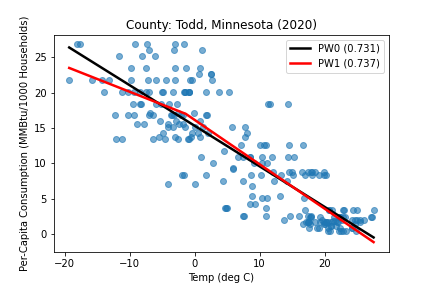 County: Todd, Minnesota (2020)
PW0 (0.731)
PW1 (0.737)
Per-Capita Consumption (MMBtu/1000 Households)
25
20
15
10
5
0
−20
−10
0
10
20
Temp (deg C)